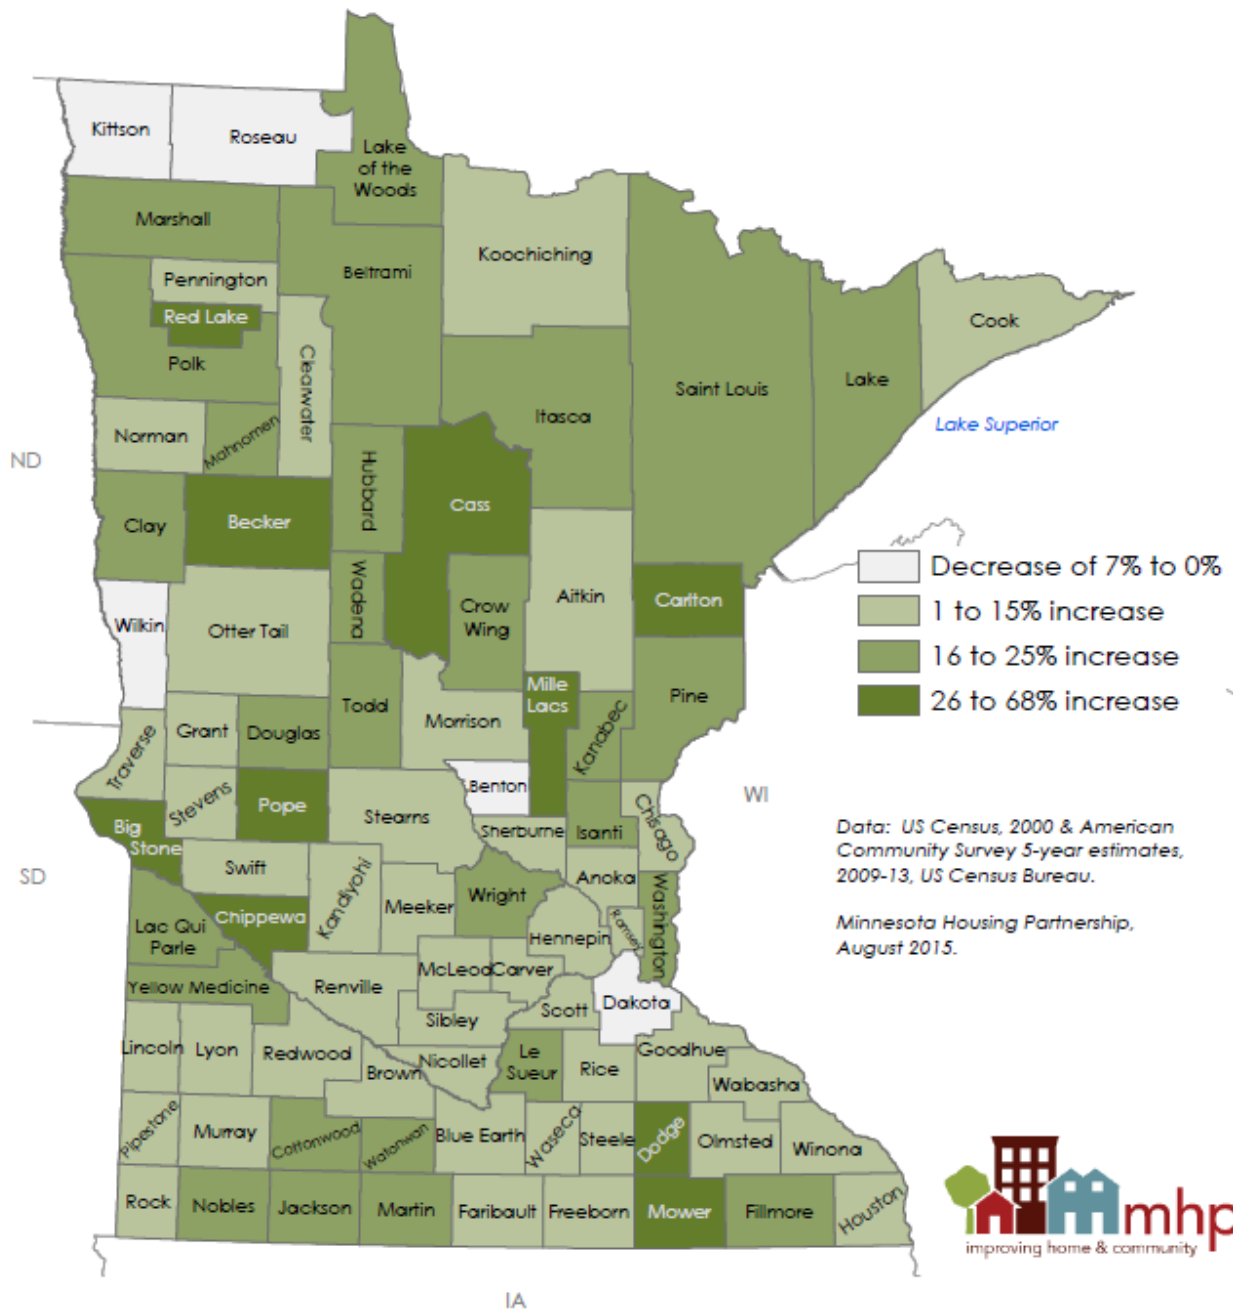 Kittson
Roseau
Lake
of the
Woods
Marshall
Koochiching
Beltrami
Pennington
Red Lake
Cook
Polk
Clearwater
Saint Louis
Lake
Itasca
Lake Superior
Norman
Mahnomen
ND
Hubbard
Cass
Clay
Becker
Decrease of 7% to 0%
Wadena
Aitkin
Carlton
Crow
Wing
1 to 15% increase
Wilkin
Otter Tail
16 to 25% increase
Mille
Lacs
Pine
26 to 68% increase
Todd
Morrison
Kanabec
Grant
Douglas
Traverse
Benton
WI
Stevens
Pope
Stearns
Chisago
Big
Stone
Sherburne
Isanti
Data:  US Census, 2000 & American
Community Survey 5-year estimates,
2009-13, US Census Bureau.
SD
Swift
Kandiyohi
Anoka
Wright
Meeker
Washington
Chippewa
Ramsey
Minnesota Housing Partnership,
August 2015.
Lac Qui
Parle
Hennepin
McLeod
Carver
Yellow Medicine
Renville
Dakota
Scott
Sibley
Lincoln
Lyon
Redwood
Nicollet
Le
Sueur
Rice
Goodhue
Brown
Wabasha
Pipestone
Murray
Cottonwood
Watonwan
Blue Earth
Waseca
Steele
Dodge
Olmsted
Winona
Rock
Nobles
Jackson
Martin
Faribault
Freeborn
Mower
Fillmore
Houston
mhp
improving home & community
IA